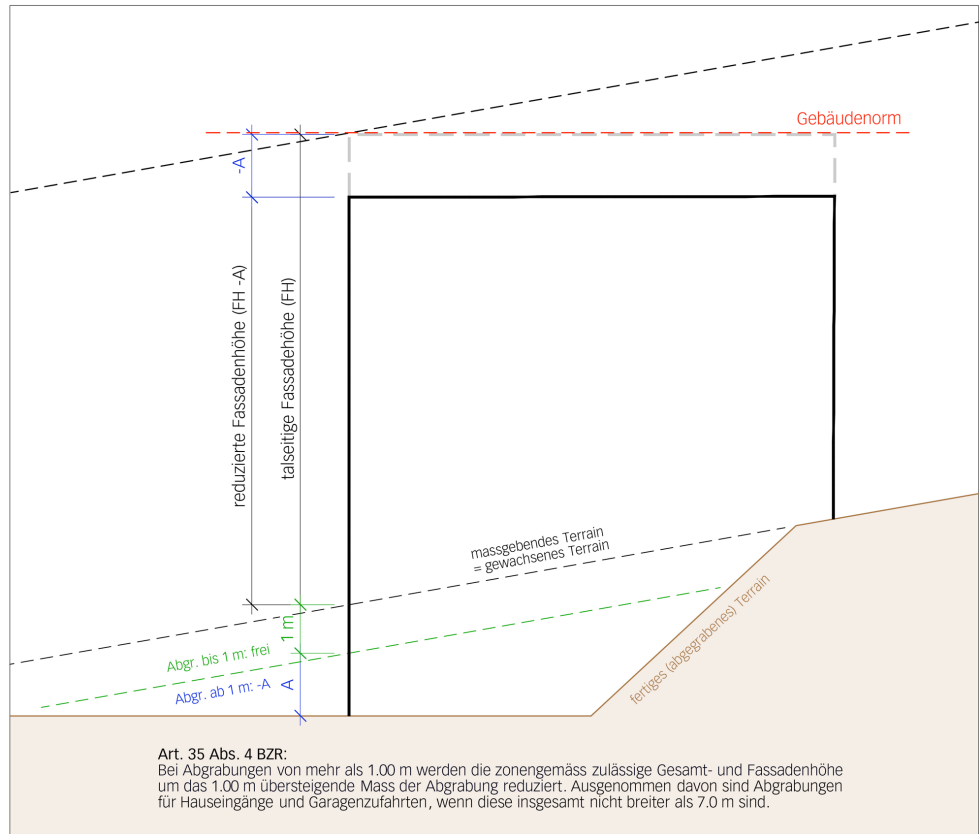 Gebäudenorm
-A
reduzierte Fassadenhöhe (FH -A)
talseitige Fassadehöhe (FH)
massgebendes Terrain
= gewachsenes Terrain
1 m
Abgr. bis 1 m: frei
Abgr. ab 1 m: -A
A
fertiges (abgegrabenes) Terrain
Art. 35 Abs. 4 BZR:
Bei Abgrabungen von mehr als 1.00 m werden die zonengemäss zulässige Gesamt- und Fassadenhöhe
um das 1.00 m übersteigende Mass der Abgrabung reduziert. Ausgenommen davon sind Abgrabungen
für Hauseingänge und Garagenzufahrten, wenn diese insgesamt nicht breiter als 7.0 m sind.